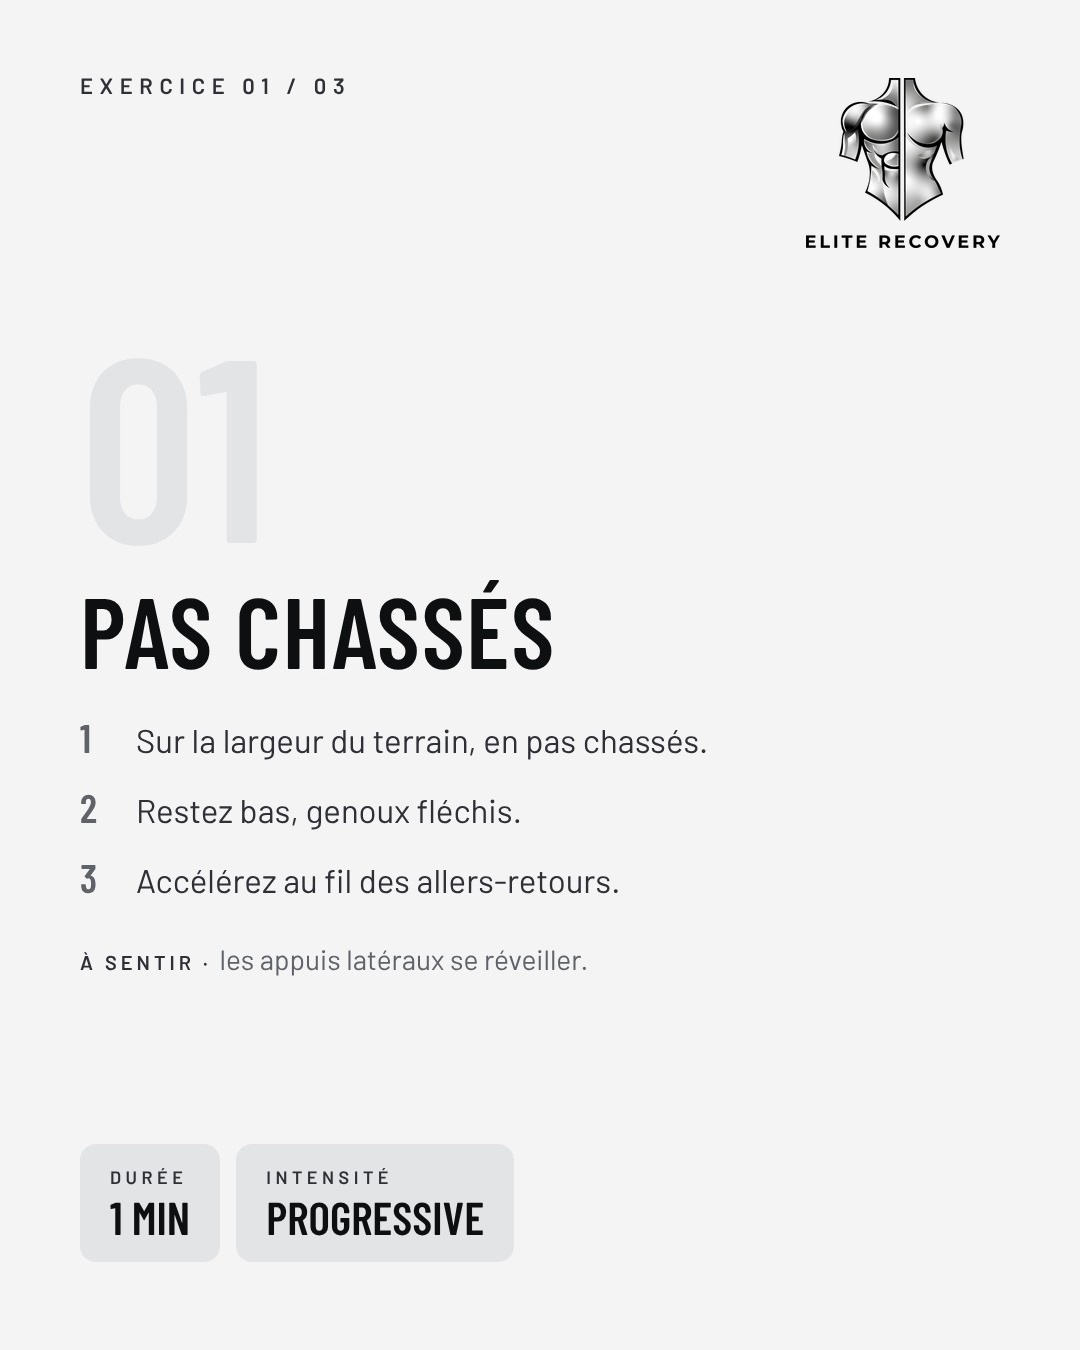 EXERCICE 01 / 03
ELITE RECOVERY
01
PAS CHASSÉS
1 Sur la largeur du terrain, en pas chassés.
2 Restez bas, genoux fléchis.
3 Accélérez au fil des allers-retours.
À SENTIR · les appuis latéraux se réveiller.
DURÉE
1 MIN
INTENSITÉ
PROGRESSIVE